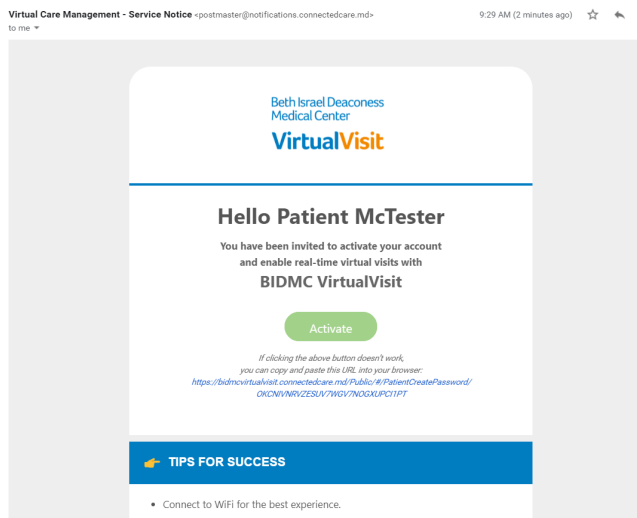 Virtual Care Management - Service Notice <postmaster@notifications.connectedcare.md> 9:29 AM (2 minutes ago)
to me
Beth Israel Deaconess
Medical Center
VirtualVisit
Hello Patient McTester
You have been invited to activate your account
and enable real-time virtual visits with
BIDMC VirtualVisit
Activate
If clicking the above button doesn't work,
you can copy and paste this URL into your browser:
https://bidmcvirtualvisit.connectedcare.md/Public/#/PatientCreatePassword/
OKCNIVNRVZESUV7WGV7N0GXUPCI1PT
TIPS FOR SUCCESS
• Connect to WiFi for the best experience.